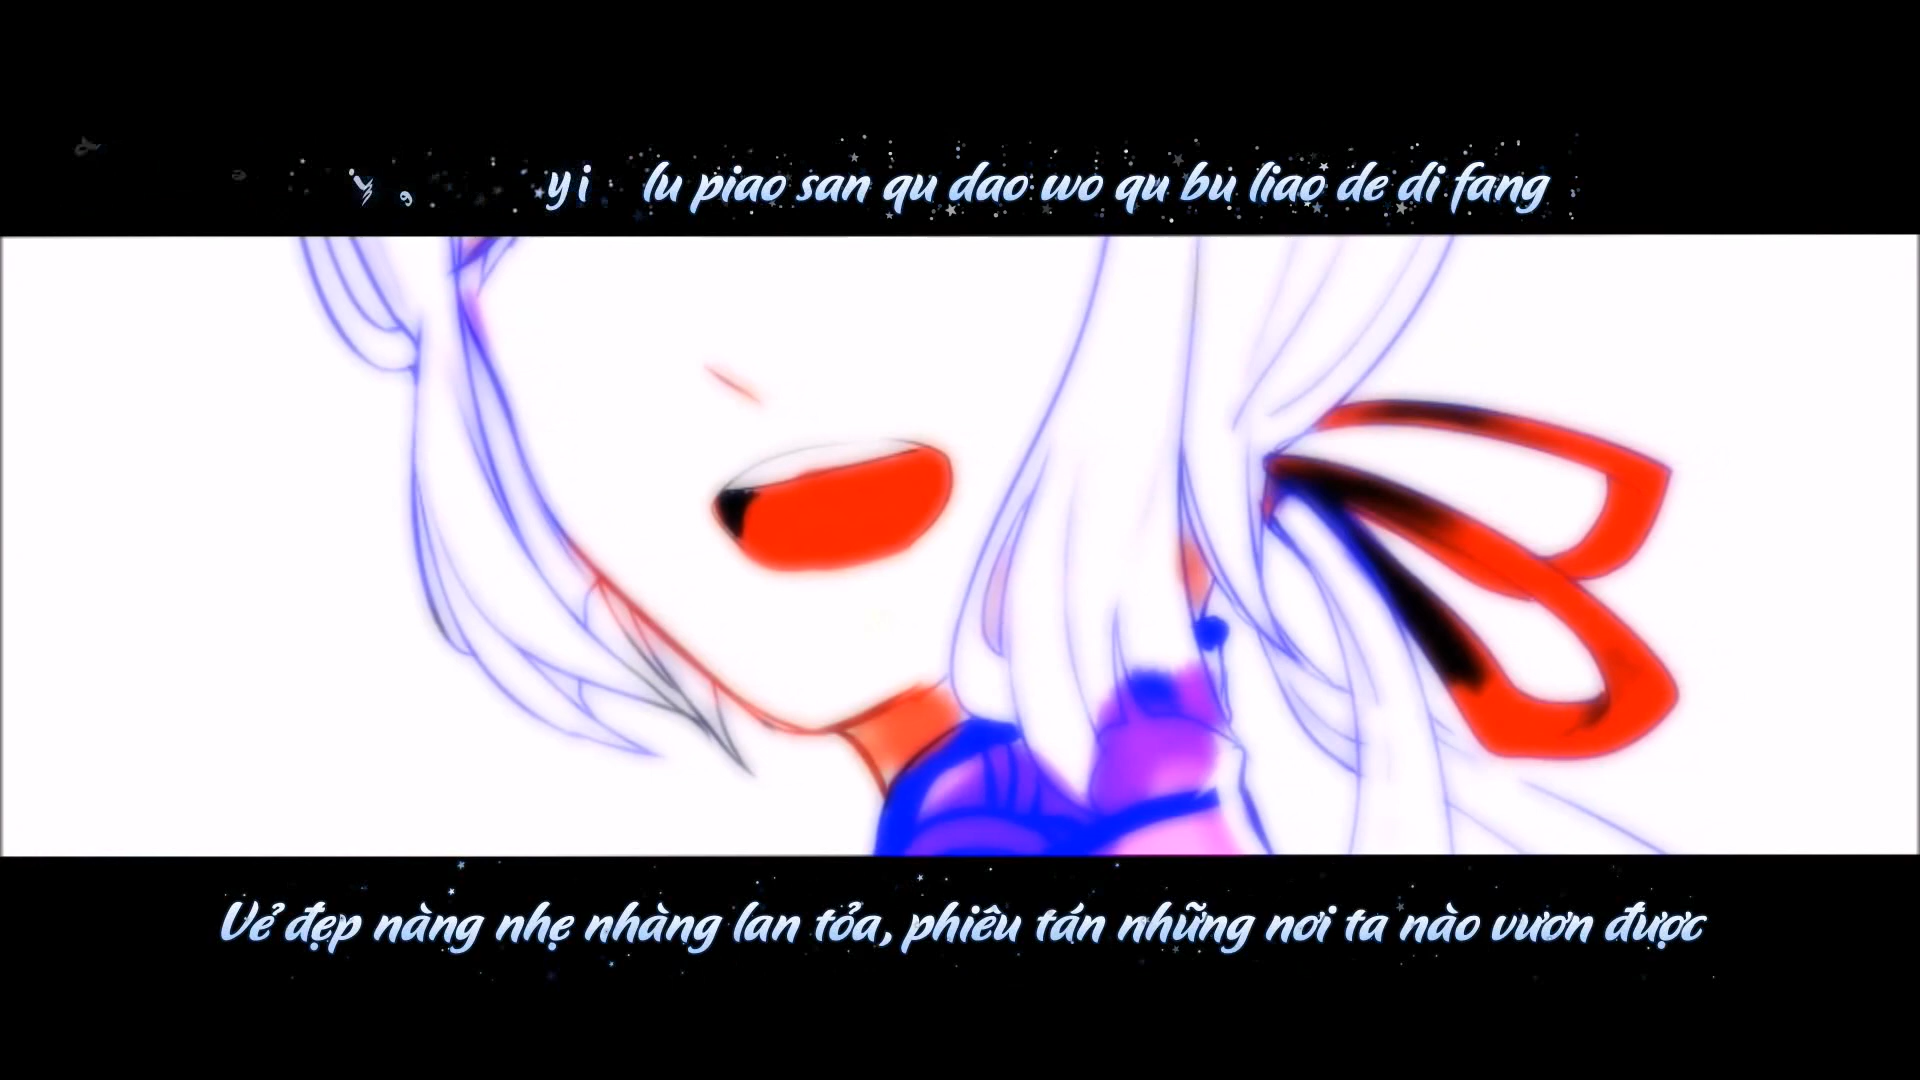 yi lu piao san qu dao wo qu bu liao de di fang
Vẻ đẹp nàng nhẹ nhàng lan tỏa, phiêu tán những nơi ta nào vươn được